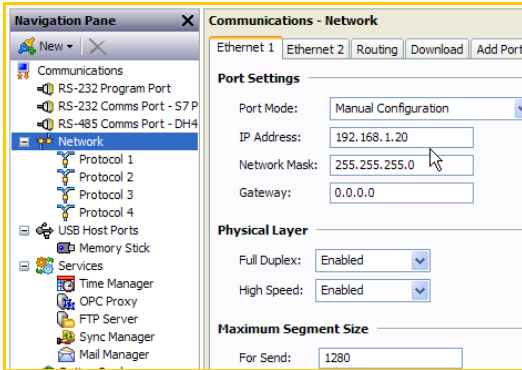 Navigation Pane X
New
Communications
RS-232 Program Port
RS-232 Comms Port - S7 P
RS-485 Comms Port - DH4
Network
Protocol 1
Protocol 2
Protocol 3
Protocol 4
USB Host Ports
Memory Stick
Services
Time Manager
OPC Proxy
FTP Server
Sync Manager
Mail Manager
Communications - Network
Ethernet 1 Ethernet 2 Routing Download Add Port
Port Settings
Port Mode: Manual Configuration
IP Address: 192.168.1.20
Network Mask: 255.255.255.0
Gateway: 0.0.0.0
Physical Layer
Full Duplex: Enabled
High Speed: Enabled
Maximum Segment Size
For Send: 1280